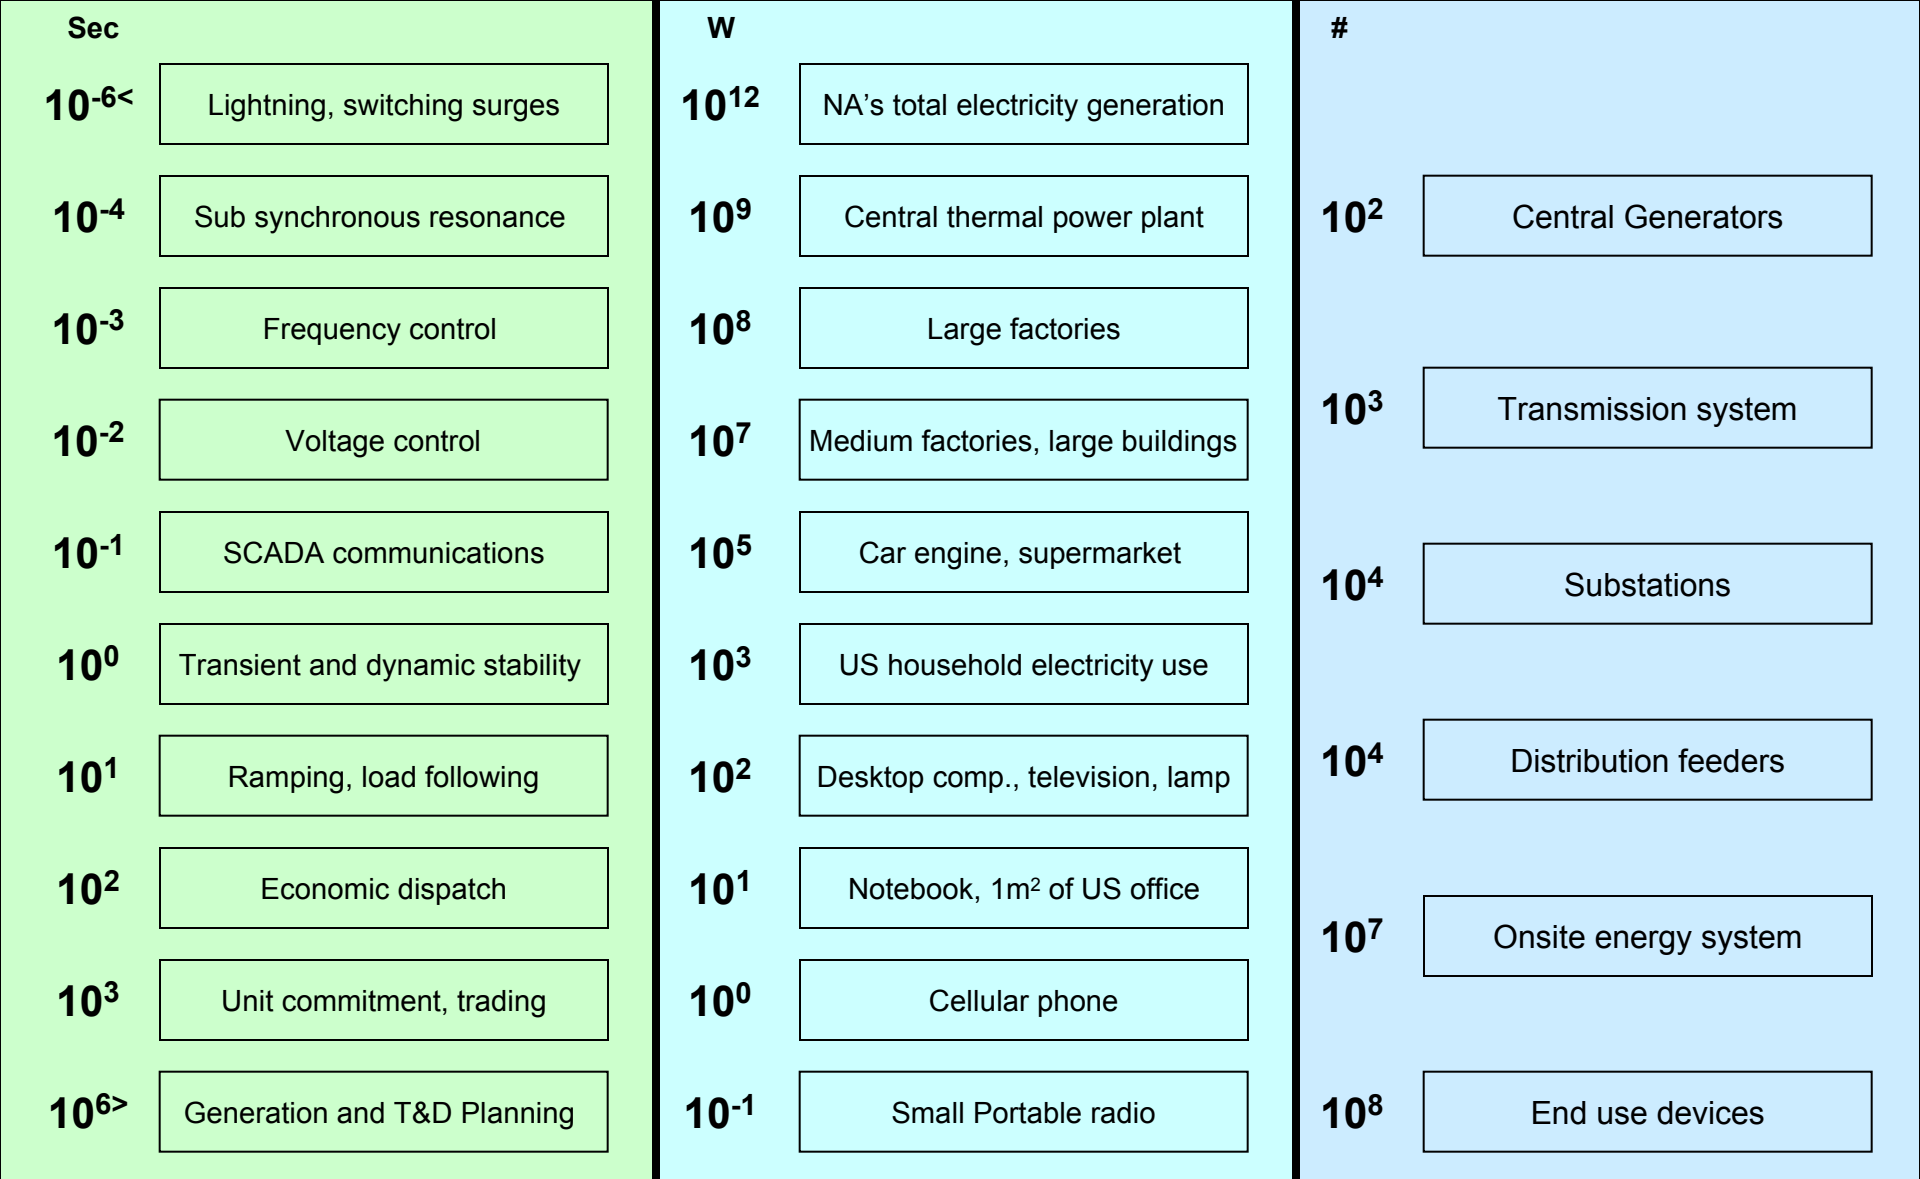 Sec
10⁻⁶<
Lightning, switching surges
10⁻⁴
Sub synchronous resonance
10⁻³
Frequency control
10⁻²
Voltage control
10⁻¹
SCADA communications
10⁰
Transient and dynamic stability
10¹
Ramping, load following
10²
Economic dispatch
10³
Unit commitment, trading
10⁶>
Generation and T&D Planning
W
10¹²
NA’s total electricity generation
10⁹
Central thermal power plant
10⁸
Large factories
10⁷
Medium factories, large buildings
10⁵
Car engine, supermarket
10³
US household electricity use
10²
Desktop comp., television, lamp
10¹
Notebook, 1m² of US office
10⁰
Cellular phone
10⁻¹
Small Portable radio
#
10²
Central Generators
10³
Transmission system
10⁴
Substations
10⁴
Distribution feeders
10⁷
Onsite energy system
10⁸
End use devices